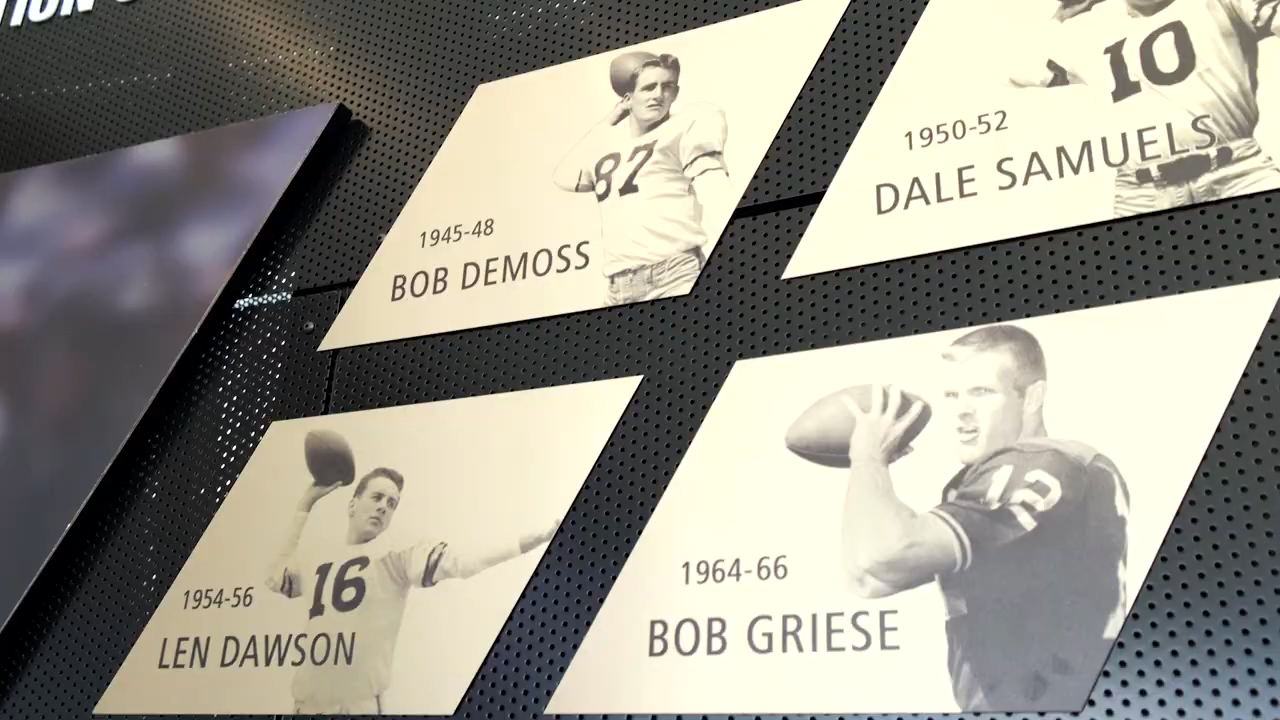 1945-48
BOB DEMOSS
87
1950-52
DALE SAMUELS
10
1954-56
LEN DAWSON
16
1964-66
BOB GRIESE
12